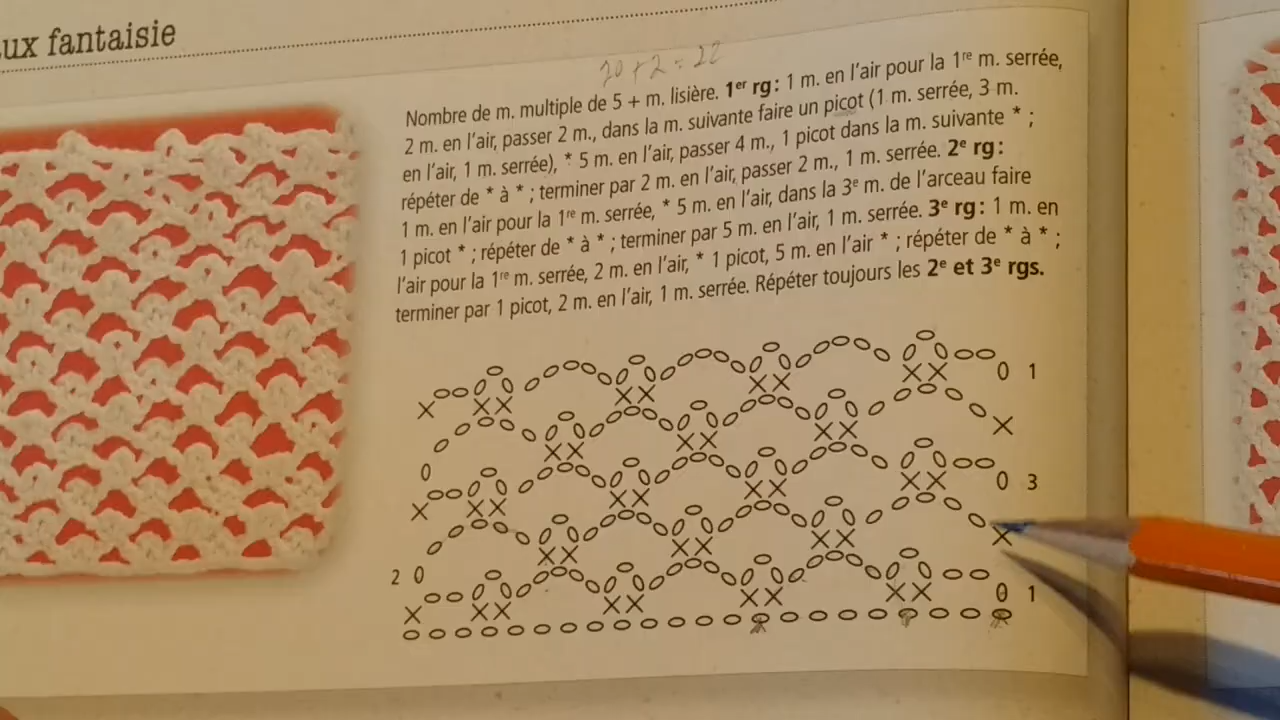 ux fantaisie
20 + 2 = 22
Nombre de m. multiple de 5 + m. lisière. 1er rg : 1 m. en l'air pour la 1re m. serrée,
2 m. en l'air, passer 2 m., dans la m. suivante faire un picot (1 m. serrée, 3 m.
en l'air, 1 m. serrée), * 5 m. en l'air, passer 4 m., 1 picot dans la m. suivante * ;
répéter de * à * ; terminer par 2 m. en l'air, passer 2 m., 1 m. serrée. 2e rg :
1 m. en l'air pour la 1re m. serrée, * 5 m. en l'air, dans la 3e m. de l'arceau faire
1 picot * ; répéter de * à * ; terminer par 5 m. en l'air, 1 m. serrée. 3e rg : 1 m. en
l'air pour la 1re m. serrée, 2 m. en l'air, * 1 picot, 5 m. en l'air * ; répéter de * à * ;
terminer par 1 picot, 2 m. en l'air, 1 m. serrée. Répéter toujours les 2e et 3e rgs.
1
3
2
1